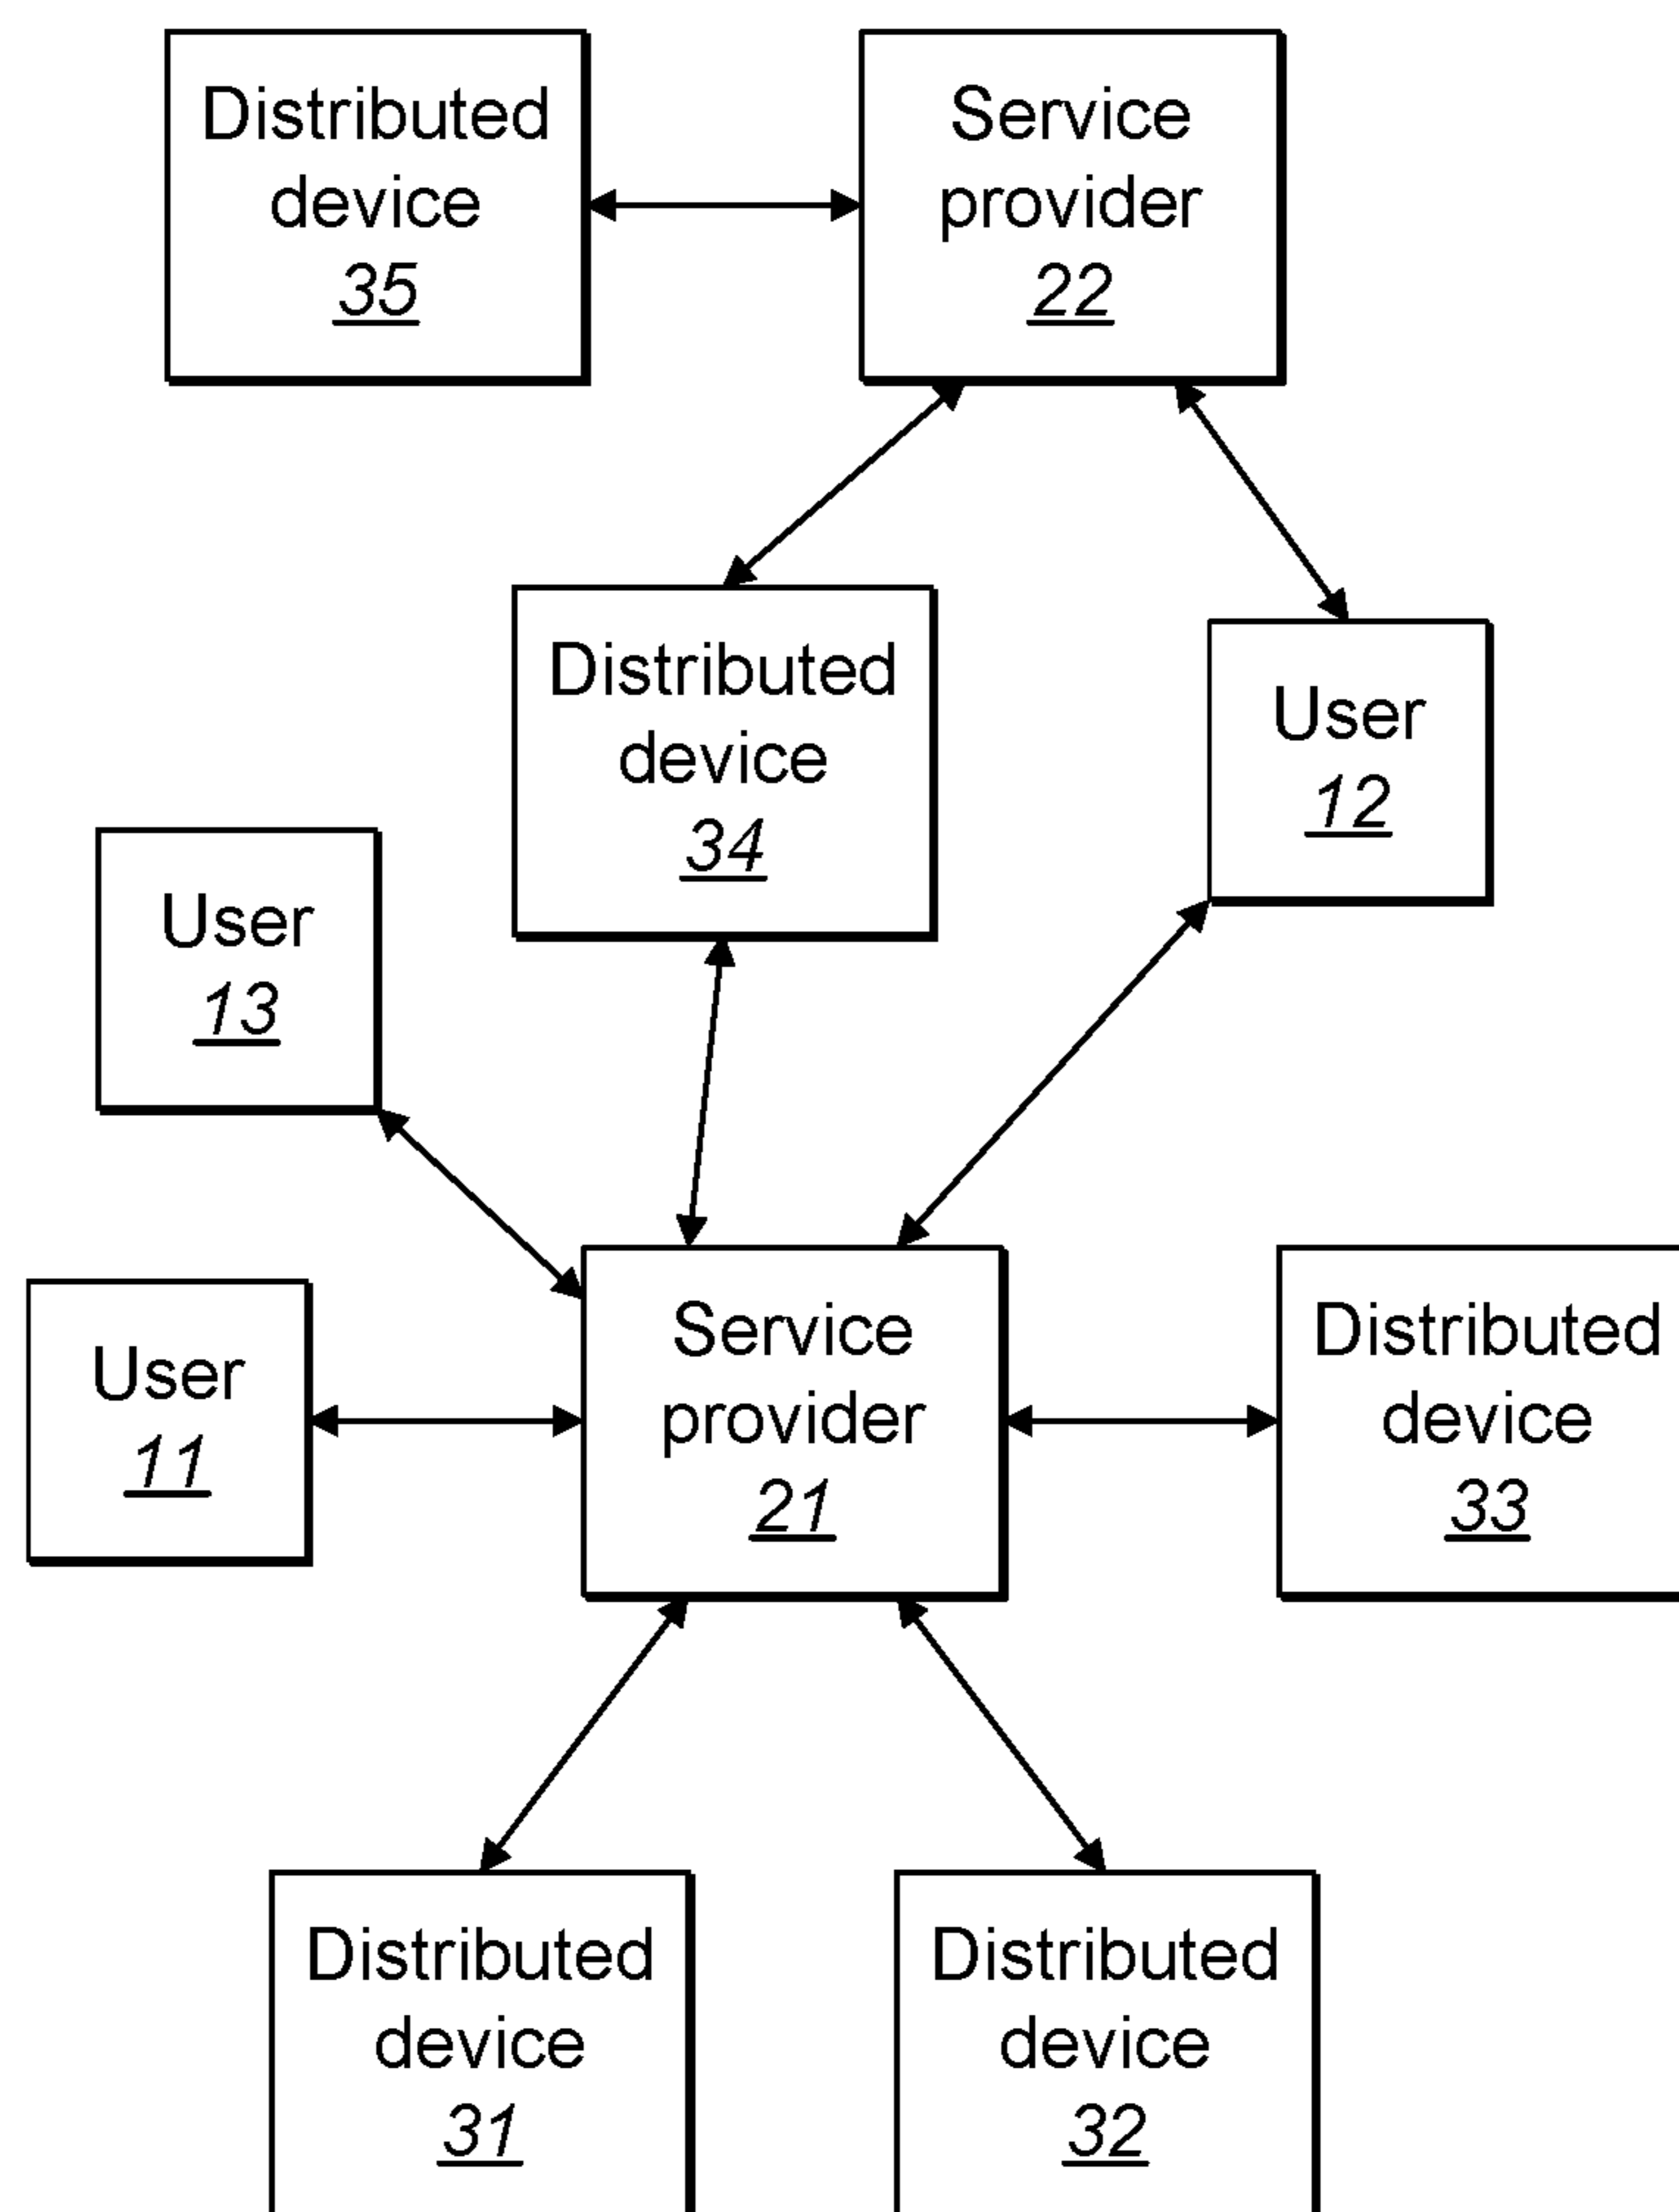 Distributed
device
35
Service
provider
22
Distributed
device
34
User
12
User
13
User
11
Service
provider
21
Distributed
device
33
Distributed
device
31
Distributed
device
32